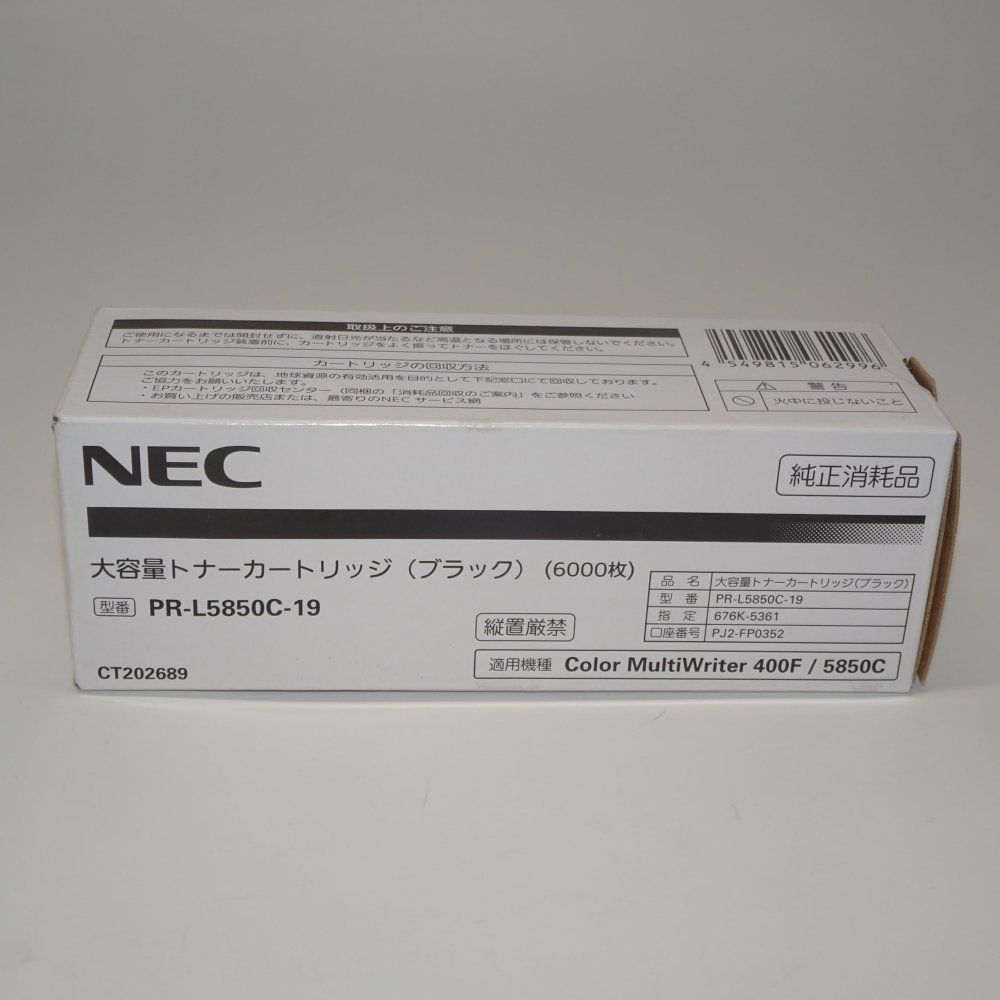 取扱上のご注意
ご使用になるまでは開封せずに、直射日光が当たるなど高温となる場所には保管しないでください。
トナーカートリッジ装着前に、カートリッジをよく振ってトナーをほぐしてください。
カートリッジの回収方法
このカートリッジは、地球資源の有効活用を目的として下記窓口にて回収しております。
ご協力をお願いいたします。
・EPカートリッジ回収センター（同梱の「消耗品回収のご案内」をご参照ください
・お買い上げの販売店または、最寄りのNEC サービス網
4 549815 062996
警告
火中に投じないこと
NEC
純正消耗品
大容量トナーカートリッジ（ブラック）（6000枚）
型番 PR-L5850C-19
縦置厳禁
品名 大容量トナーカートリッジ(ブラック)
型番 PR-L5850C-19
指定 676K-5361
口座番号 PJ2-FP0352
CT202689
適用機種 Color MultiWriter 400F / 5850C